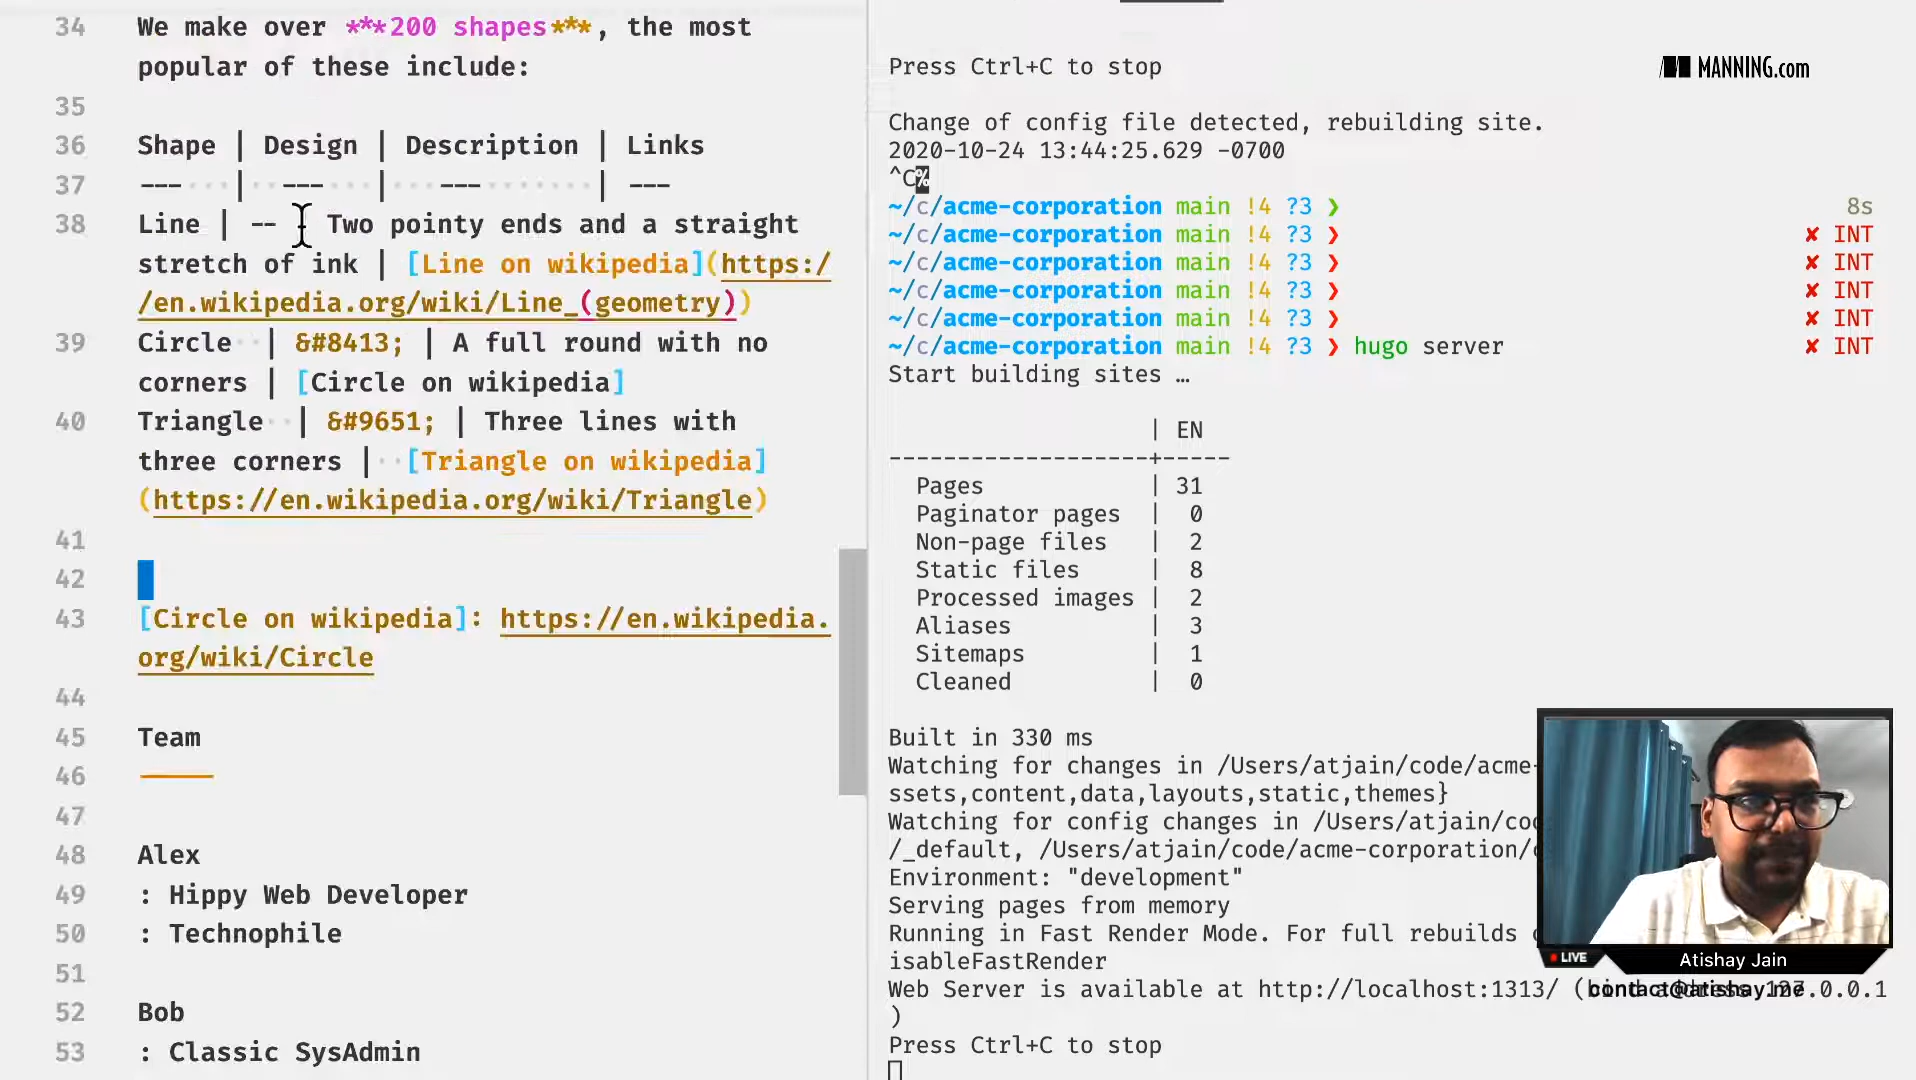 34 We make over ***200 shapes***, the most
popular of these include:
35
36 Shape | Design | Description | Links
37 --- | --- | --- | ---
38 Line | -- | Two pointy ends and a straight
stretch of ink | [Line on wikipedia](https:/
/en.wikipedia.org/wiki/Line_(geometry))
39 Circle | &#8413; | A full round with no
corners | [Circle on wikipedia]
40 Triangle | &#9651; | Three lines with
three corners | [Triangle on wikipedia]
(https://en.wikipedia.org/wiki/Triangle)
41
42
43 [Circle on wikipedia]: https://en.wikipedia.
org/wiki/Circle
44
45 Team
46
47
48 Alex
49 : Hippy Web Developer
50 : Technophile
51
52 Bob
53 : Classic SysAdmin
Press Ctrl+C to stop
MANNING.com
Change of config file detected, rebuilding site.
2020-10-24 13:44:25.629 -0700
^C%
~/c/acme-corporation main !4 ?3 ❯ 8s
~/c/acme-corporation main !4 ?3 ❯ ✘ INT
~/c/acme-corporation main !4 ?3 ❯ ✘ INT
~/c/acme-corporation main !4 ?3 ❯ ✘ INT
~/c/acme-corporation main !4 ?3 ❯ ✘ INT
~/c/acme-corporation main !4 ?3 ❯ hugo server ✘ INT
Start building sites …
| EN
-------------------+-----
Pages | 31
Paginator pages | 0
Non-page files | 2
Static files | 8
Processed images | 2
Aliases | 3
Sitemaps | 1
Cleaned | 0
Built in 330 ms
Watching for changes in /Users/atjain/code/acme-
ssets,content,data,layouts,static,themes}
Watching for config changes in /Users/atjain/co
/_default, /Users/atjain/code/acme-corporation/
Environment: "development"
Serving pages from memory
Running in Fast Render Mode. For full rebuilds
isableFastRender
Web Server is available at http://localhost:1313/ (
127.0.0.1
)
Press Ctrl+C to stop
LIVE
Atishay Jain
contact@atishay.me